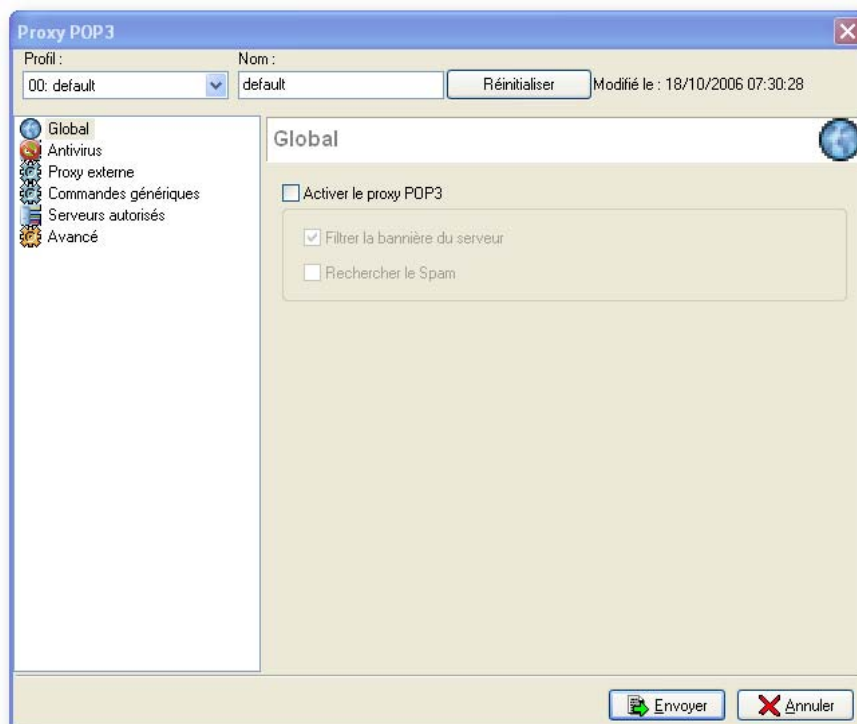 Proxy POP3
Profil :
Nom :
00: default
default
Réinitialiser
Modifié le : 18/10/2006 07:30:28
Global
Antivirus
Proxy externe
Commandes génériques
Serveurs autorisés
Avancé
Global
Activer le proxy POP3
Filtrer la bannière du serveur
Rechercher le Spam
Envoyer
Annuler